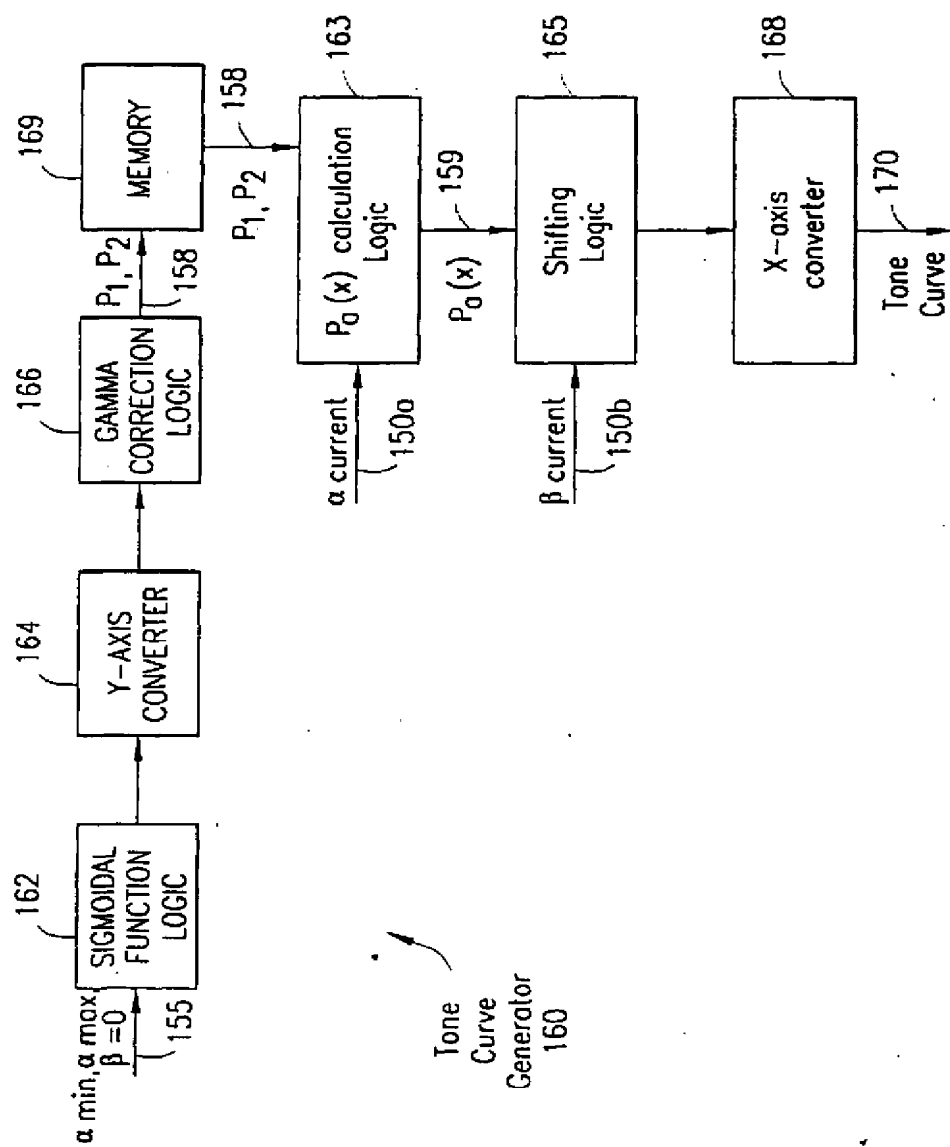 162
SIGMOIDAL
FUNCTION
LOGIC
α min, α max,
β =0
155
164
Y-AXIS
CONVERTER
166
GAMMA
CORRECTION
LOGIC
P1, P2
158
169
MEMORY
158
P1, P2
163
Pα (x) calculation
Logic
α current
150a
159
Pα (x)
165
Shifting
Logic
β current
150b
168
X-axis
converter
170
Tone
Curve
Tone
Curve
Generator
160